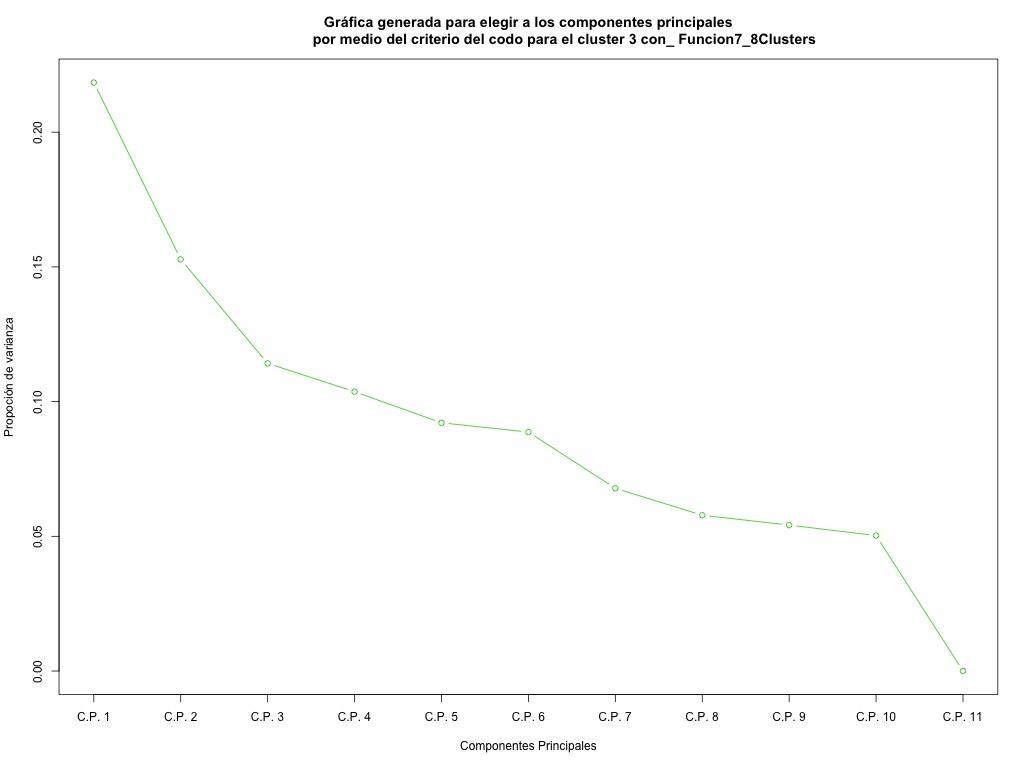 Gráfica generada para elegir a los componentes principales
por medio del criterio del codo para el cluster 3 con_ Funcion7_8Clusters
Propoción de varianza
0.20
0.15
0.10
0.05
0.00
C.P. 1 C.P. 2 C.P. 3 C.P. 4 C.P. 5 C.P. 6 C.P. 7 C.P. 8 C.P. 9 C.P. 10 C.P. 11
Componentes Principales